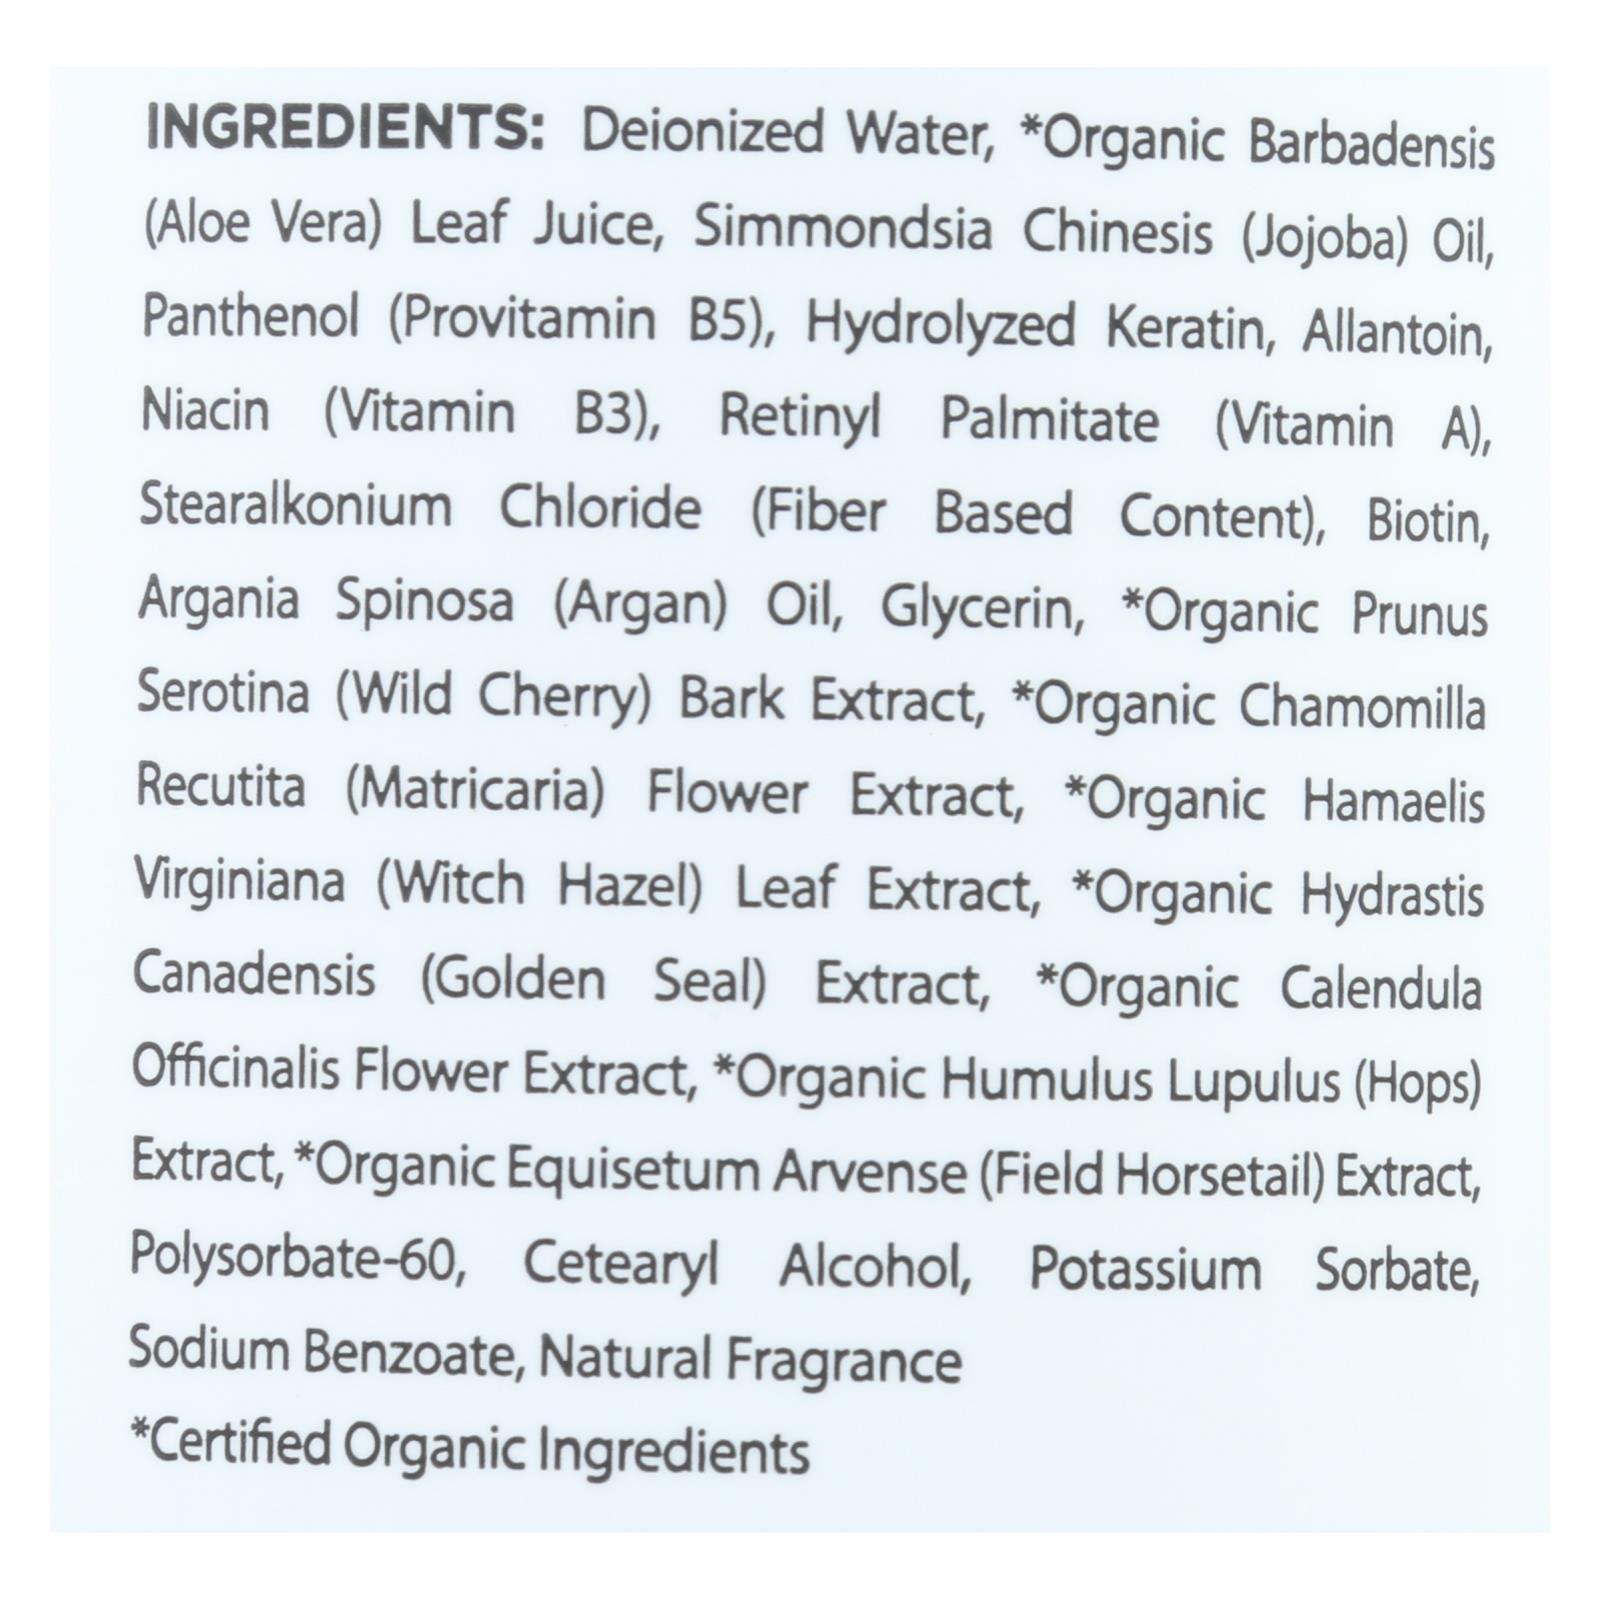 INGREDIENTS: Deionized Water, *Organic Barbadensis
(Aloe Vera) Leaf Juice, Simmondsia Chinesis (Jojoba) Oil,
Panthenol (Provitamin B5), Hydrolyzed Keratin, Allantoin,
Niacin (Vitamin B3), Retinyl Palmitate (Vitamin A),
Stearalkonium Chloride (Fiber Based Content), Biotin,
Argania Spinosa (Argan) Oil, Glycerin, *Organic Prunus
Serotina (Wild Cherry) Bark Extract, *Organic Chamomilla
Recutita (Matricaria) Flower Extract, *Organic Hamaelis
Virginiana (Witch Hazel) Leaf Extract, *Organic Hydrastis
Canadensis (Golden Seal) Extract, *Organic Calendula
Officinalis Flower Extract, *Organic Humulus Lupulus (Hops)
Extract, *Organic Equisetum Arvense (Field Horsetail) Extract,
Polysorbate-60, Cetearyl Alcohol, Potassium Sorbate,
Sodium Benzoate, Natural Fragrance
*Certified Organic Ingredients